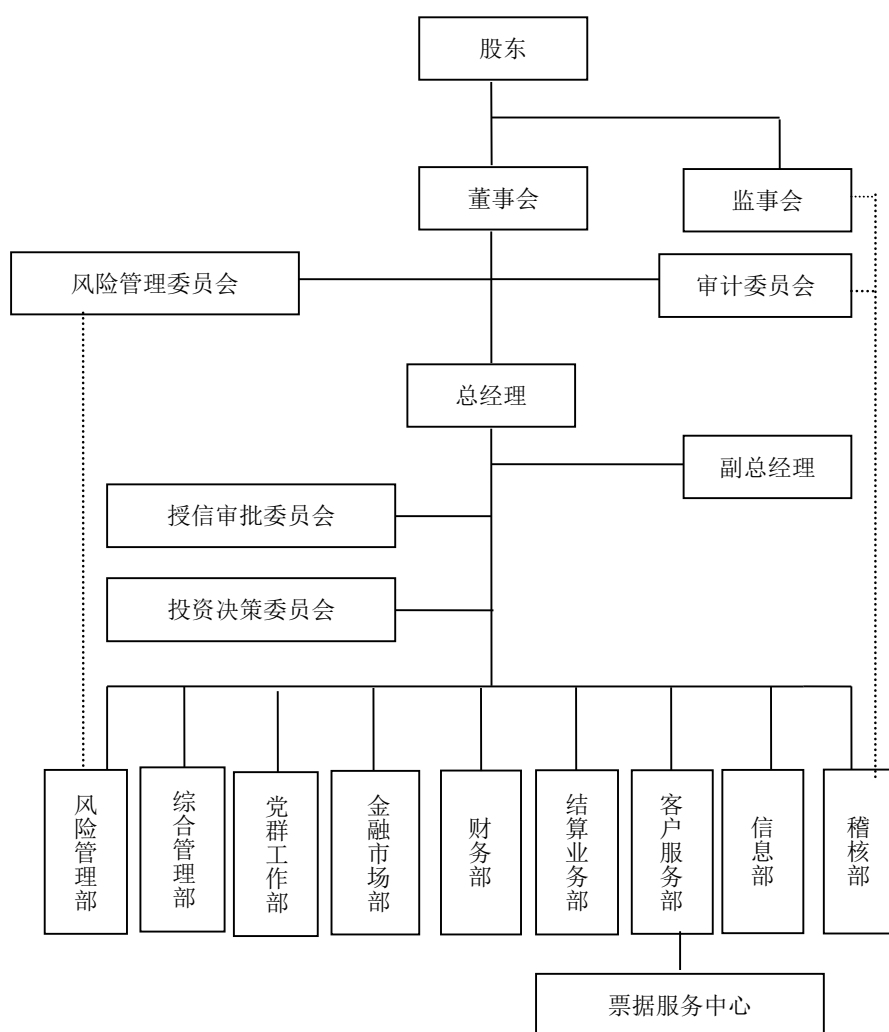 股东
董事会
监事会
风险管理委员会
审计委员会
总经理
副总经理
授信审批委员会
投资决策委员会
风险管理部
综合管理部
党群工作部
金融市场部
财务部
结算业务部
客户服务部
信息部
稽核部
票据服务中心